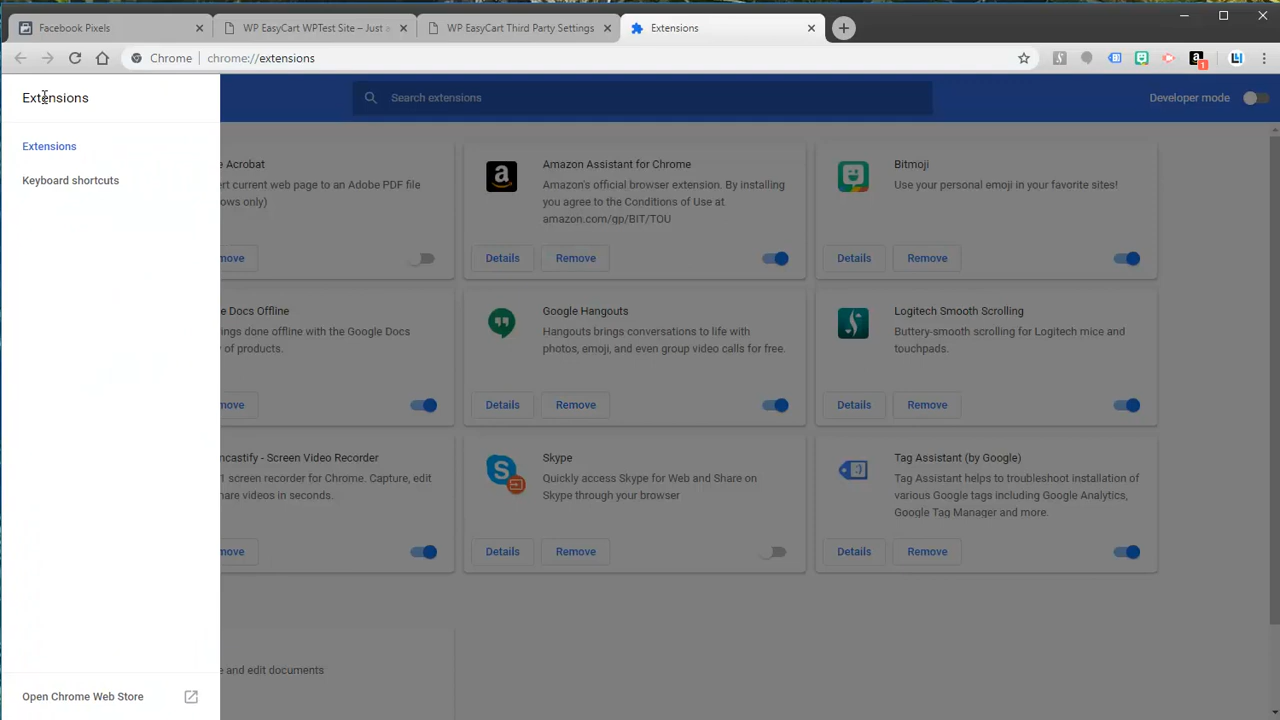 Facebook Pixels
WP EasyCart WPTest Site – Just
WP EasyCart Third Party Settings
Extensions
Chrome
chrome://extensions
1
Extensions
Search extensions
Developer mode
Extensions
Keyboard shortcuts
Open Chrome Web Store
Acrobat
ert current web page to an Adobe PDF file
ows only)
move
Amazon Assistant for Chrome
Amazon's official browser extension. By installing
you agree to the Conditions of Use at
amazon.com/gp/BIT/TOU
Details
Remove
Bitmoji
Use your personal emoji in your favorite sites!
Details
Remove
e Docs Offline
ings done offline with the Google Docs
of products.
move
Google Hangouts
Hangouts brings conversations to life with
photos, emoji, and even group video calls for free.
Details
Remove
Logitech Smooth Scrolling
Buttery-smooth scrolling for Logitech mice and
touchpads.
Details
Remove
ncastify - Screen Video Recorder
1 screen recorder for Chrome. Capture, edit
hare videos in seconds.
move
Skype
Quickly access Skype for Web and Share on
Skype through your browser
Details
Remove
Tag Assistant (by Google)
Tag Assistant helps to troubleshoot installation of
various Google tags including Google Analytics,
Google Tag Manager and more.
Details
Remove
e and edit documents